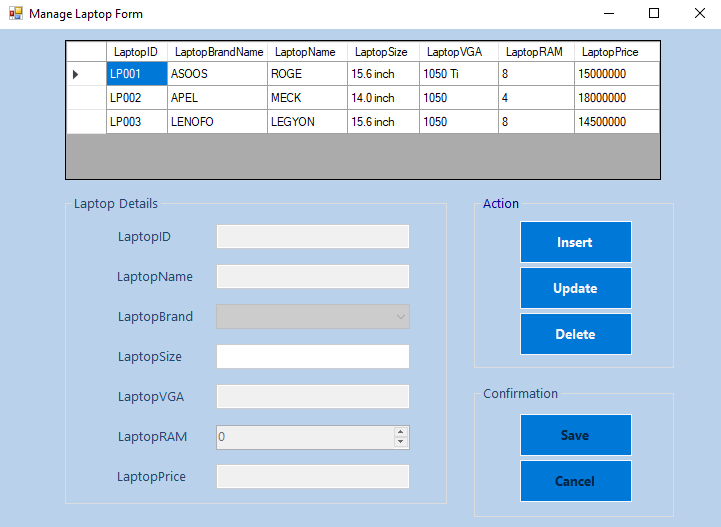 Manage Laptop Form
LaptopID LaptopBrandName LaptopName LaptopSize LaptopVGA LaptopRAM LaptopPrice
LP001 ASOOS ROGE 15.6 inch 1050 Ti 8 15000000
LP002 APEL MECK 14.0 inch 1050 4 18000000
LP003 LENOFO LEGYON 15.6 inch 1050 8 14500000
Laptop Details
LaptopID
LaptopName
LaptopBrand
LaptopSize
LaptopVGA
LaptopRAM 0
LaptopPrice
Action
Insert
Update
Delete
Confirmation
Save
Cancel